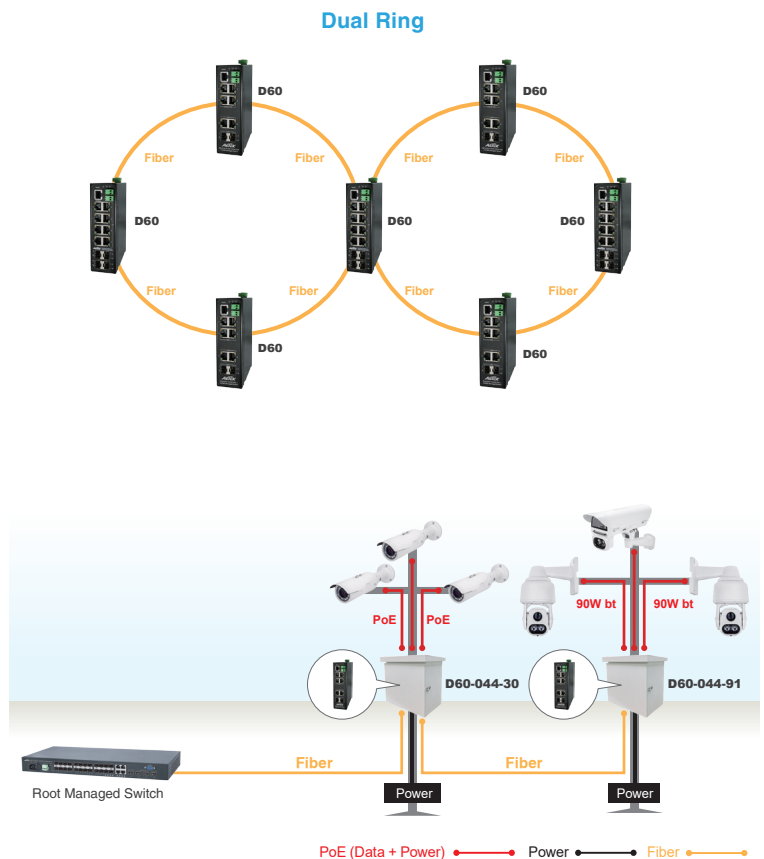 Dual Ring
D60
D60
Fiber
Fiber
Fiber
Fiber
D60
D60
D60
Fiber
Fiber
Fiber
Fiber
D60
D60
PoE
PoE
90W bt
90W bt
D60-044-30
D60-044-91
Fiber
Fiber
Root Managed Switch
Power
Power
PoE (Data + Power)
Power
Fiber